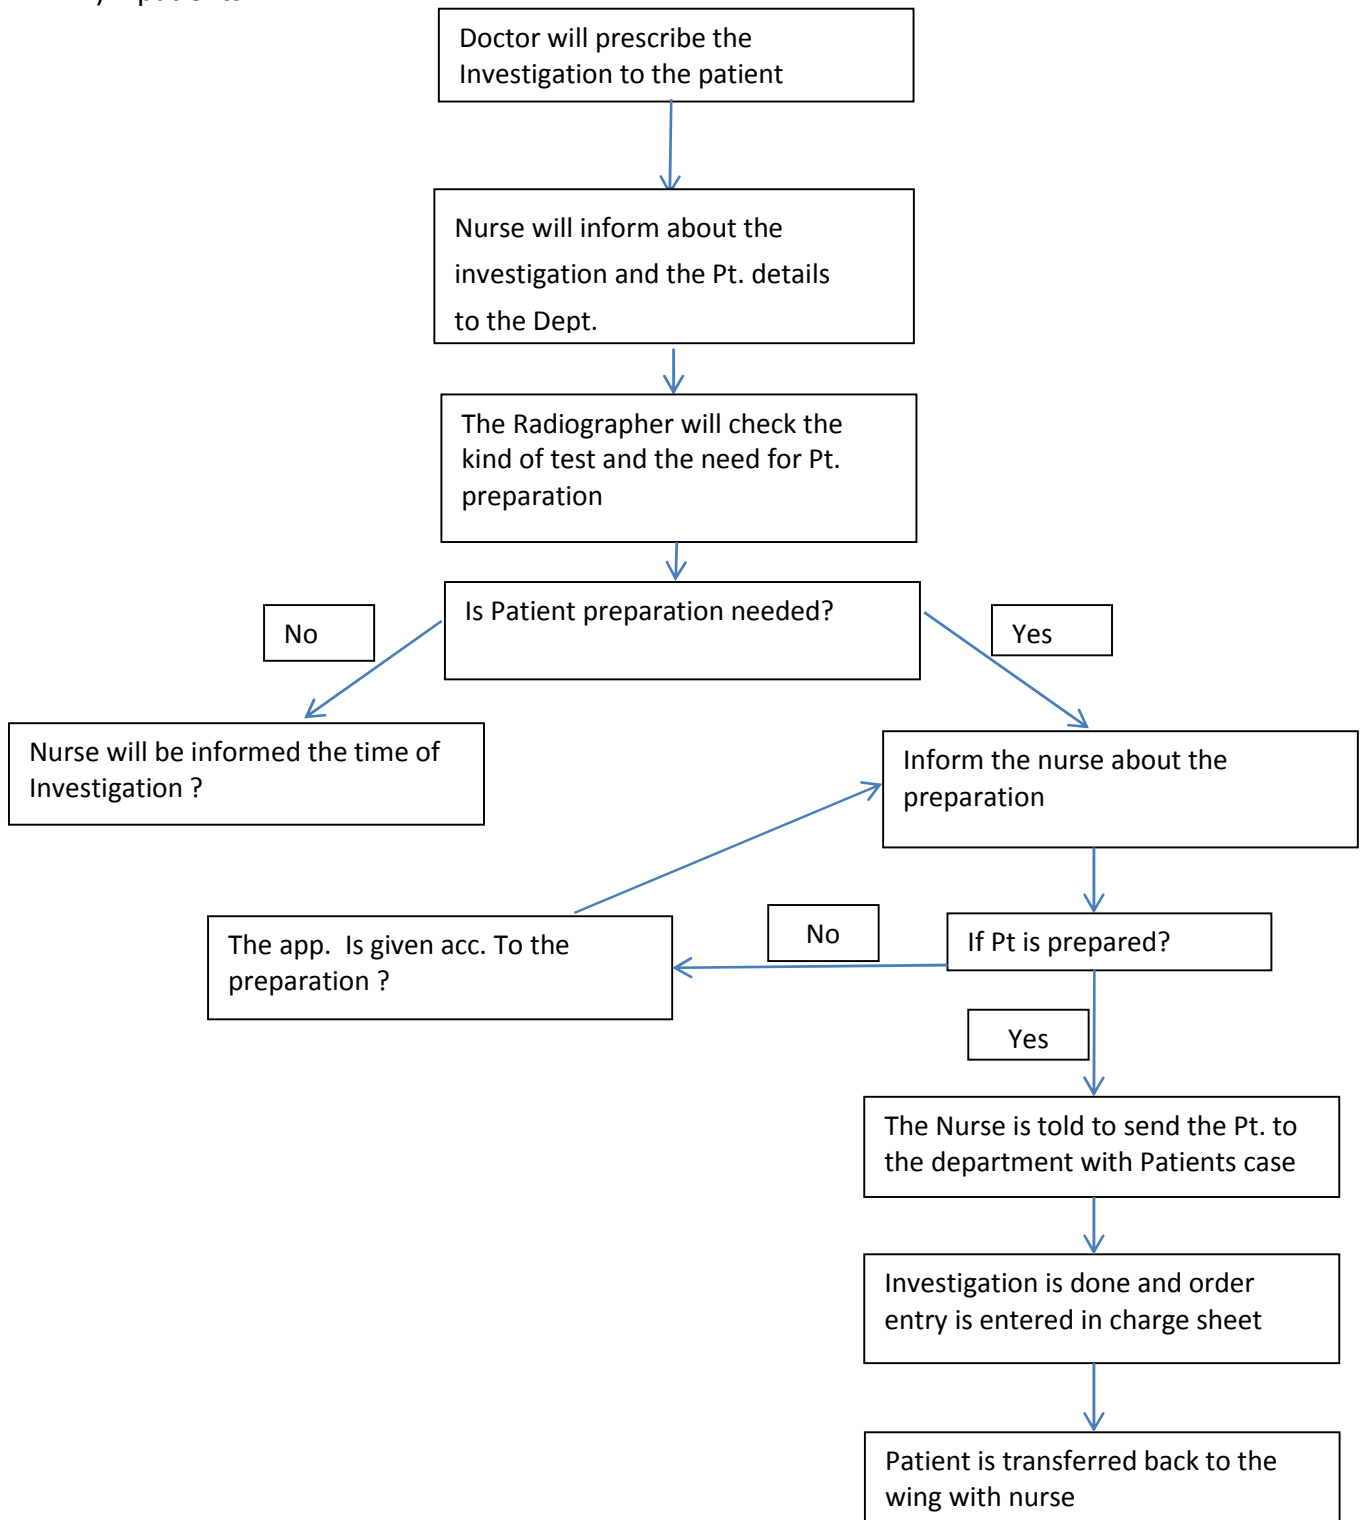 Doctor will prescribe the
Investigation to the patient
Nurse will inform about the
investigation and the Pt. details
to the Dept.
The Radiographer will check the
kind of test and the need for Pt.
preparation
Is Patient preparation needed?
No
Yes
Nurse will be informed the time of
Investigation ?
Inform the nurse about the
preparation
The app.  Is given acc. To the
preparation ?
No
If Pt is prepared?
Yes
The Nurse is told to send the Pt. to
the department with Patients case
Investigation is done and order
entry is entered in charge sheet
Patient is transferred back to the
wing with nurse